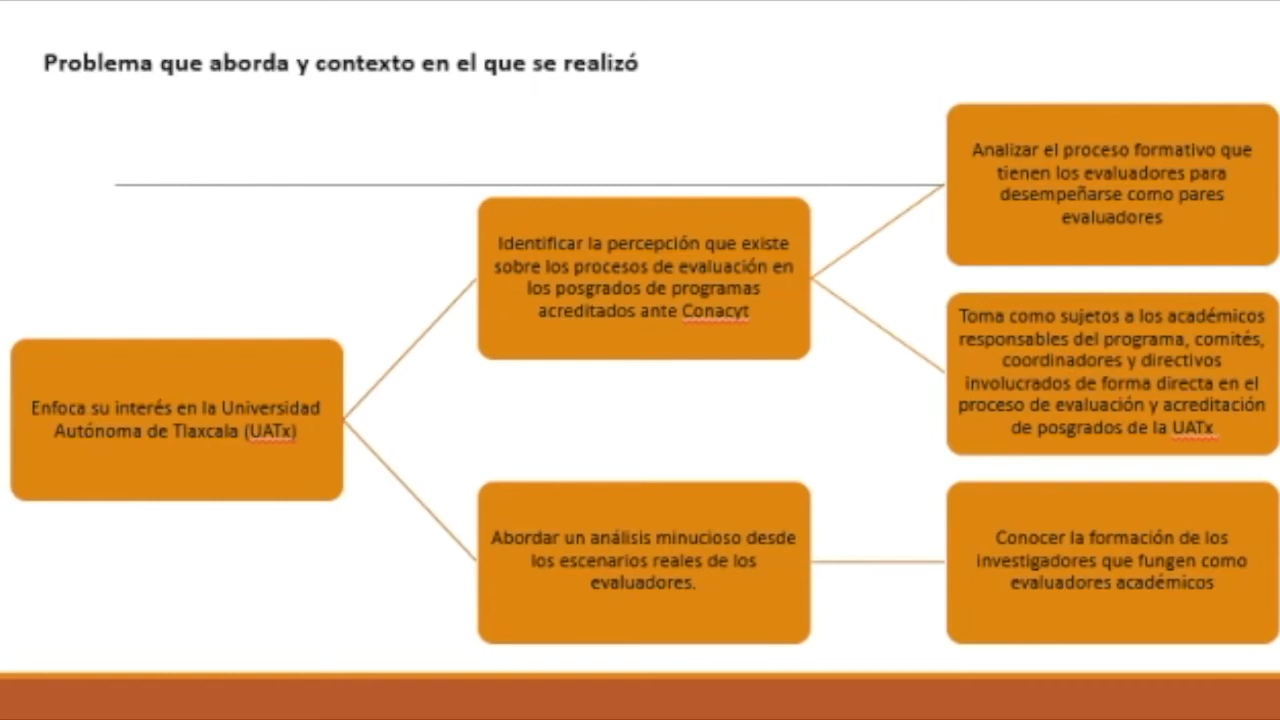 Problema que aborda y contexto en el que se realizó
Enfoca su interés en la Universidad
Autónoma de Tlaxcala (UATx)
Identificar la percepción que existe
sobre los procesos de evaluación en
los posgrados de programas
acreditados ante Conacyt
Abordar un análisis minucioso desde
los escenarios reales de los
evaluadores.
Analizar el proceso formativo que
tienen los evaluadores para
desempeñarse como pares
evaluadores
Toma como sujetos a los académicos
responsables del programa, comités,
coordinadores y directivos
involucrados de forma directa en el
proceso de evaluación y acreditación
de posgrados de la UATx
Conocer la formación de los
investigadores que fungen como
evaluadores académicos